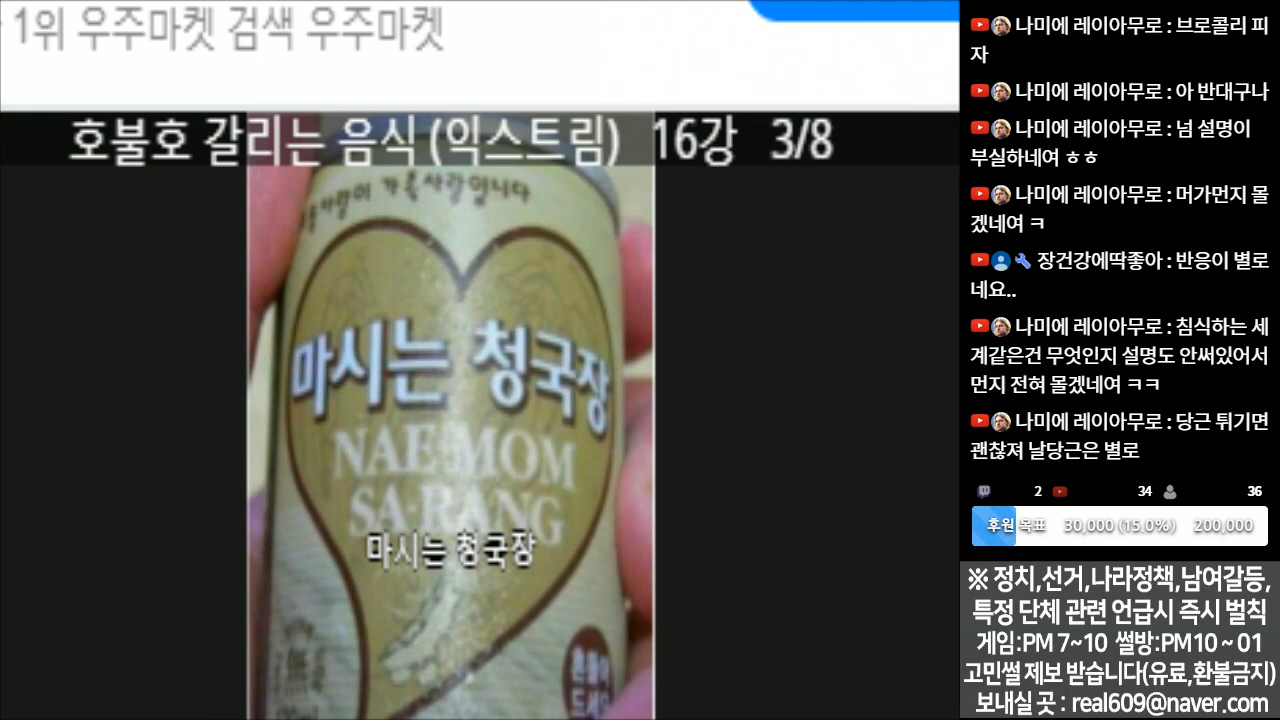 1위 우주마켓 검색 우주마켓
호불호 갈리는 음식 (익스트림) 16강 3/8
가족사랑입니다
마시는 청국장
NAE MOM
SA·RANG
마시는 청국장
흔들어
드세요
나미에 레이아무로 : 브로콜리 피
자
나미에 레이아무로 : 아 반대구나
나미에 레이아무로 : 넘 설명이
부실하네여 ㅎㅎ
나미에 레이아무로 : 머가먼지 몰
겠네여 ㅋ
장건강에딱좋아 : 반응이 별로
네요..
나미에 레이아무로 : 침식하는 세
계같은건 무엇인지 설명도 안써있어서
먼지 전혀 몰겠네여 ㅋㅋ
나미에 레이아무로 : 당근 튀기면
괜찮져 날당근은 별로
2 34 36
후원 목표 30,000 (15.0%) 200,000
※ 정치,선거,나라정책,남여갈등,
특정 단체 관련 언급시 즉시 벌칙
게임:PM 7~10 썰방:PM10 ~ 01
고민썰 제보 받습니다(유료,환불금지)
보내실 곳 : real609@naver.com